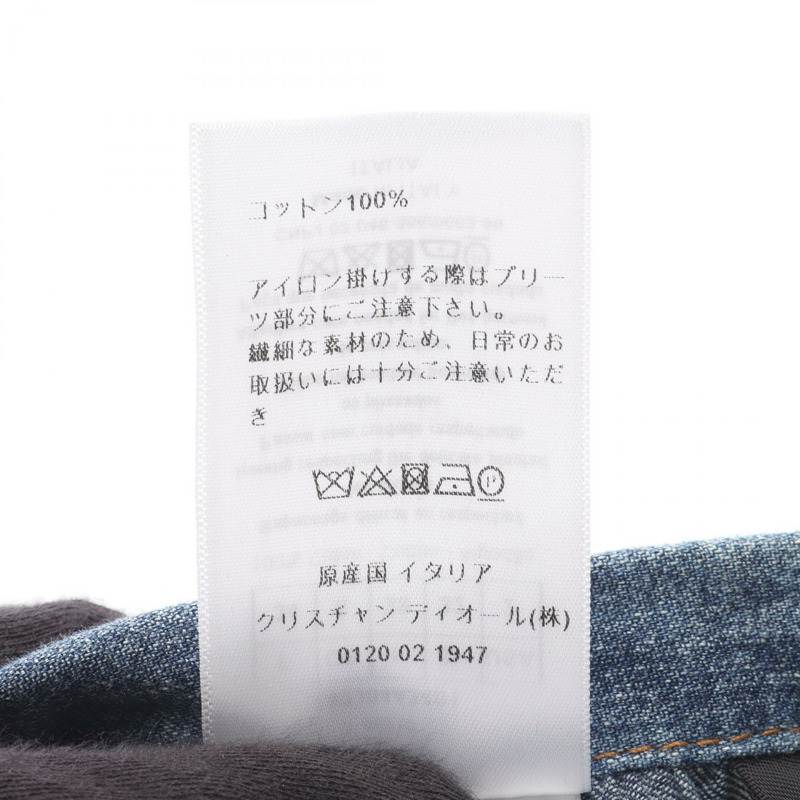 コットン100%
アイロン掛けする際はプリー
ツ部分にご注意下さい。
繊細な素材のため、日常のお
取扱いには十分ご注意いただ
き
P
原産国 イタリア
クリスチャン ディオール(株)
0120 02 1947